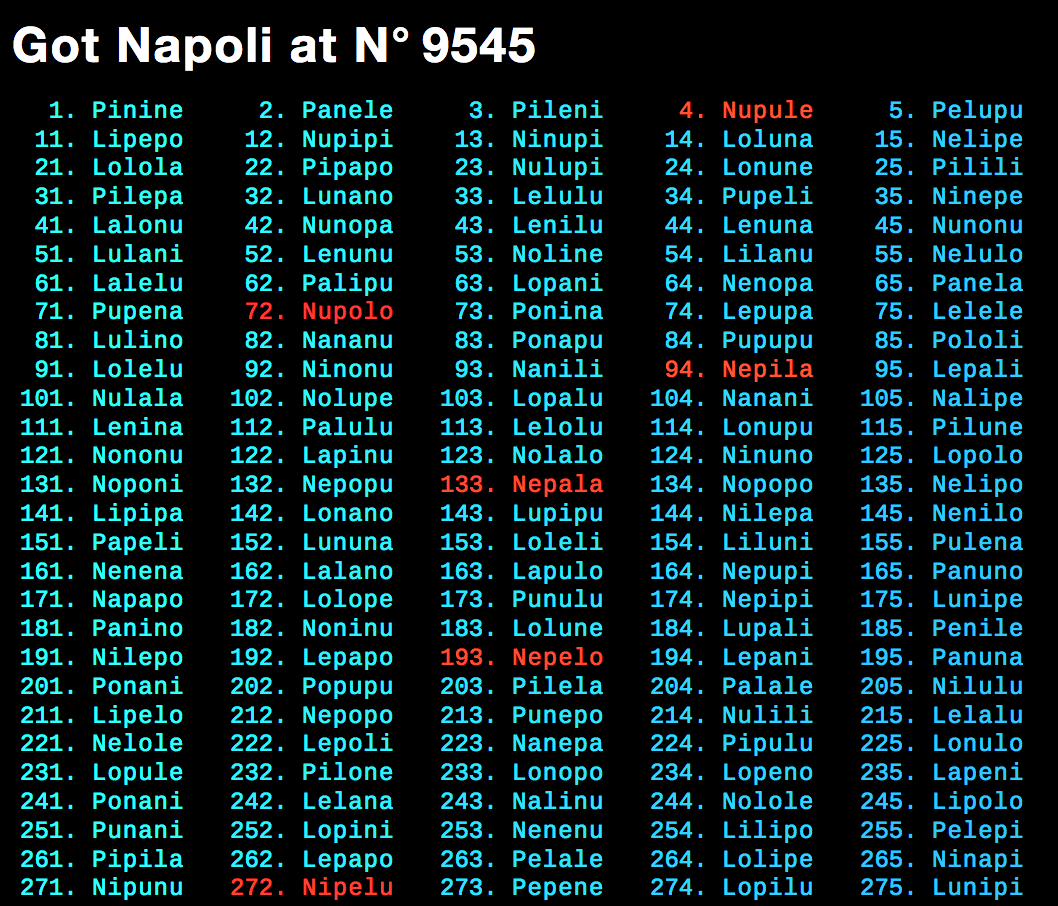 Got Napoli at N° 9545
1. Pinine 2. Panele 3. Pileni 4. Nupule 5. Pelupu
11. Lipepo 12. Nupipi 13. Ninupi 14. Loluna 15. Nelipe
21. Lolola 22. Pipapo 23. Nulupi 24. Lonune 25. Pilili
31. Pilepa 32. Lunano 33. Lelulu 34. Pupeli 35. Ninepe
41. Lalonu 42. Nunopa 43. Lenilu 44. Lenuna 45. Nunonu
51. Lulani 52. Lenunu 53. Noline 54. Lilanu 55. Nelulo
61. Lalelu 62. Palipu 63. Lopani 64. Nenopa 65. Panela
71. Pupena 72. Nupolo 73. Ponina 74. Lepupa 75. Lelele
81. Lulino 82. Nananu 83. Ponapu 84. Pupupu 85. Pololi
91. Lolelu 92. Ninonu 93. Nanili 94. Nepila 95. Lepali
101. Nulala 102. Nolupe 103. Lopalu 104. Nanani 105. Nalipe
111. Lenina 112. Palulu 113. Lelolu 114. Lonupu 115. Pilune
121. Nononu 122. Lapinu 123. Nolalo 124. Ninuno 125. Lopolo
131. Noponi 132. Nepopu 133. Nepala 134. Nopopo 135. Nelipo
141. Lipipa 142. Lonano 143. Lupipu 144. Nilepa 145. Nenilo
151. Papeli 152. Lununa 153. Loleli 154. Liluni 155. Pulena
161. Nenena 162. Lalano 163. Lapulo 164. Nepupi 165. Panuno
171. Napapo 172. Lolope 173. Punulu 174. Nepipi 175. Lunipe
181. Panino 182. Noninu 183. Lolune 184. Lupali 185. Penile
191. Nilepo 192. Lepapo 193. Nepelo 194. Lepani 195. Panuna
201. Ponani 202. Popupu 203. Pilela 204. Palale 205. Nilulu
211. Lipelo 212. Nepopo 213. Punepo 214. Nulili 215. Lelalu
221. Nelole 222. Lepoli 223. Nanepa 224. Pipulu 225. Lonulo
231. Lopule 232. Pilone 233. Lonopo 234. Lopeno 235. Lapeni
241. Ponani 242. Lelana 243. Nalinu 244. Nolole 245. Lipolo
251. Punani 252. Lopini 253. Nenenu 254. Lilipo 255. Pelepi
261. Pipila 262. Lepapo 263. Pelale 264. Lolipe 265. Ninapi
271. Nipunu 272. Nipelu 273. Pepene 274. Lopilu 275. Lunipi